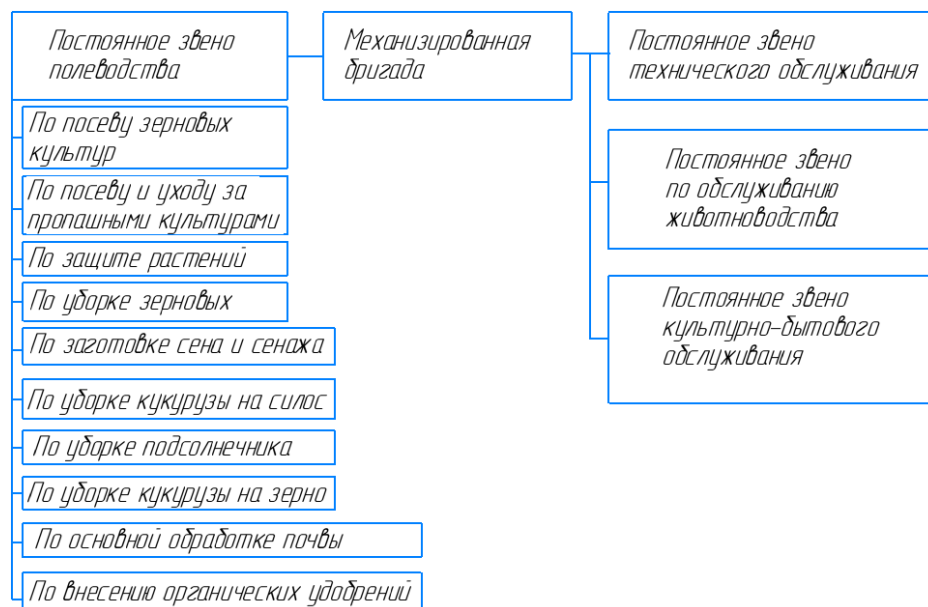 Постоянное звено
полеводства
Механизированная
бригада
Постоянное звено
технического обслуживания
По посеву зерновых
культур
По посеву и уходу за
пропашными культурами
По защите растений
По уборке зерновых
По заготовке сена и сенажа
По уборке кукурузы на силос
По уборке подсолнечника
По уборке кукурузы на зерно
По основной обработке почвы
По внесению органических удобрений
Постоянное звено
по обслуживанию
животноводства
Постоянное звено
культурно-бытового
обслуживания